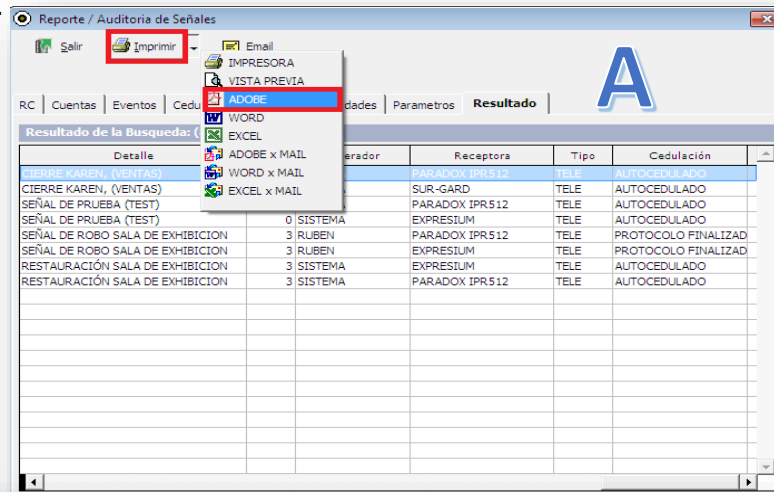 Reporte / Auditoria de Señales
Salir Imprimir Email
IMPRESORA
VISTA PREVIA
ADOBE
WORD
EXCEL
ADOBE x MAIL
WORD x MAIL
EXCEL x MAIL
A
RC Cuentas Eventos Cedu dades Parametros Resultado
Resultado de la Busqueda: (
Detalle erador Receptora Tipo Cedulación
CIERRE KAREN, (VENTAS) PARADOX IPR512 TELE AUTOCEDULADO
CIERRE KAREN, (VENTAS) SUR-GARD TELE AUTOCEDULADO
SEÑAL DE PRUEBA (TEST) PARADOX IPR512 TELE AUTOCEDULADO
SEÑAL DE PRUEBA (TEST) 0 SISTEMA EXPRESIUM TELE AUTOCEDULADO
SEÑAL DE ROBO SALA DE EXHIBICION 3 RUBEN PARADOX IPR512 TELE PROTOCOLO FINALIZAD
SEÑAL DE ROBO SALA DE EXHIBICION 3 RUBEN EXPRESIUM TELE PROTOCOLO FINALIZAD
RESTAURACIÓN SALA DE EXHIBICION 3 SISTEMA EXPRESIUM TELE AUTOCEDULADO
RESTAURACIÓN SALA DE EXHIBICION 3 SISTEMA PARADOX IPR512 TELE AUTOCEDULADO